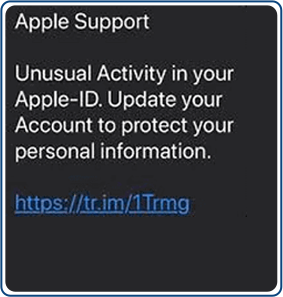 Apple Support
Unusual Activity in your
Apple-ID. Update your
Account to protect your
personal information.
https://tr.im/1Trmg